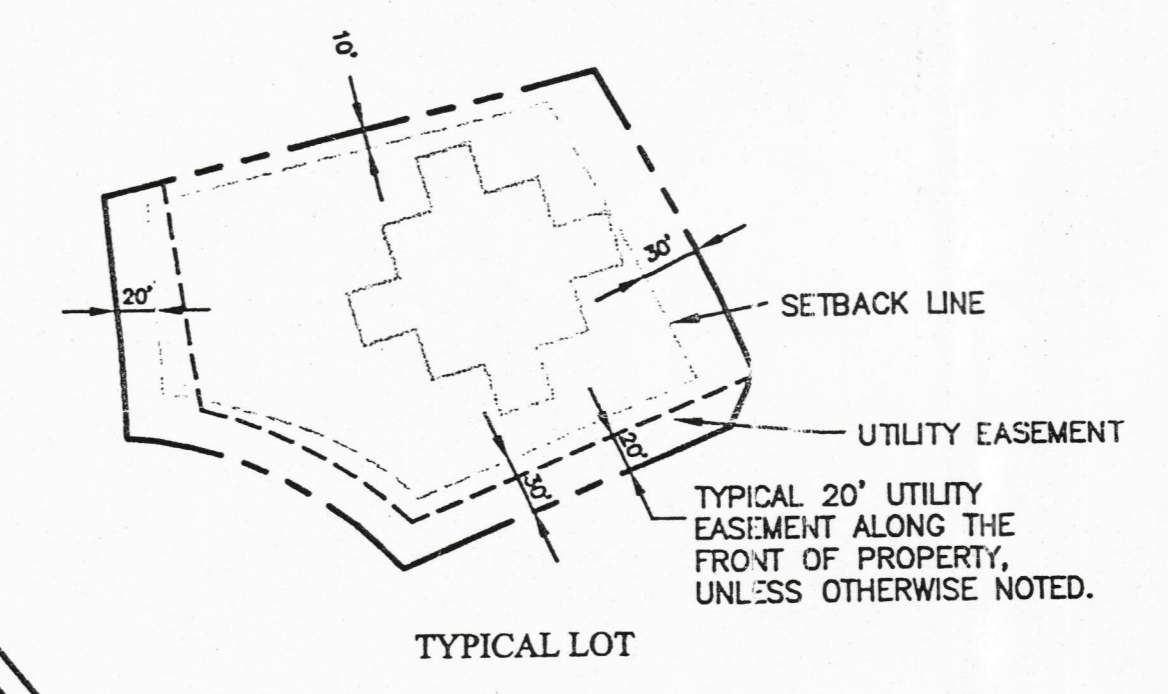 10'
30'
20'
SETBACK LINE
UTILITY EASEMENT
20'
30'
TYPICAL 20' UTILITY
EASEMENT ALONG THE
FRONT OF PROPERTY,
UNLESS OTHERWISE NOTED.
TYPICAL LOT